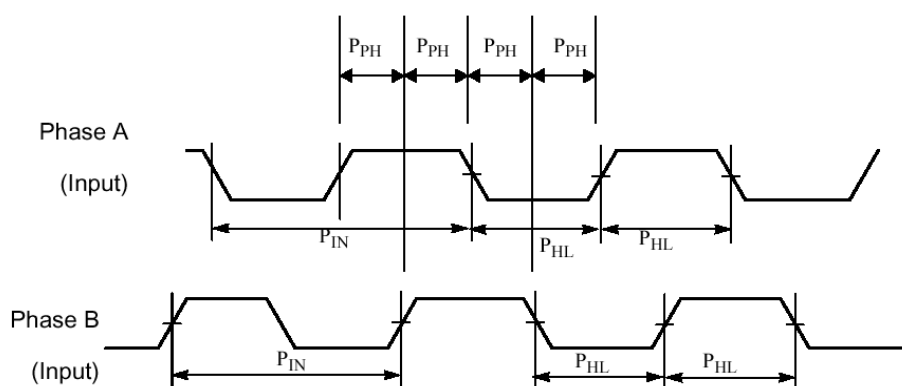 PPH PPH PPH PPH
Phase A
(Input)
PIN PHL PHL
Phase B
(Input)
PIN PHL PHL